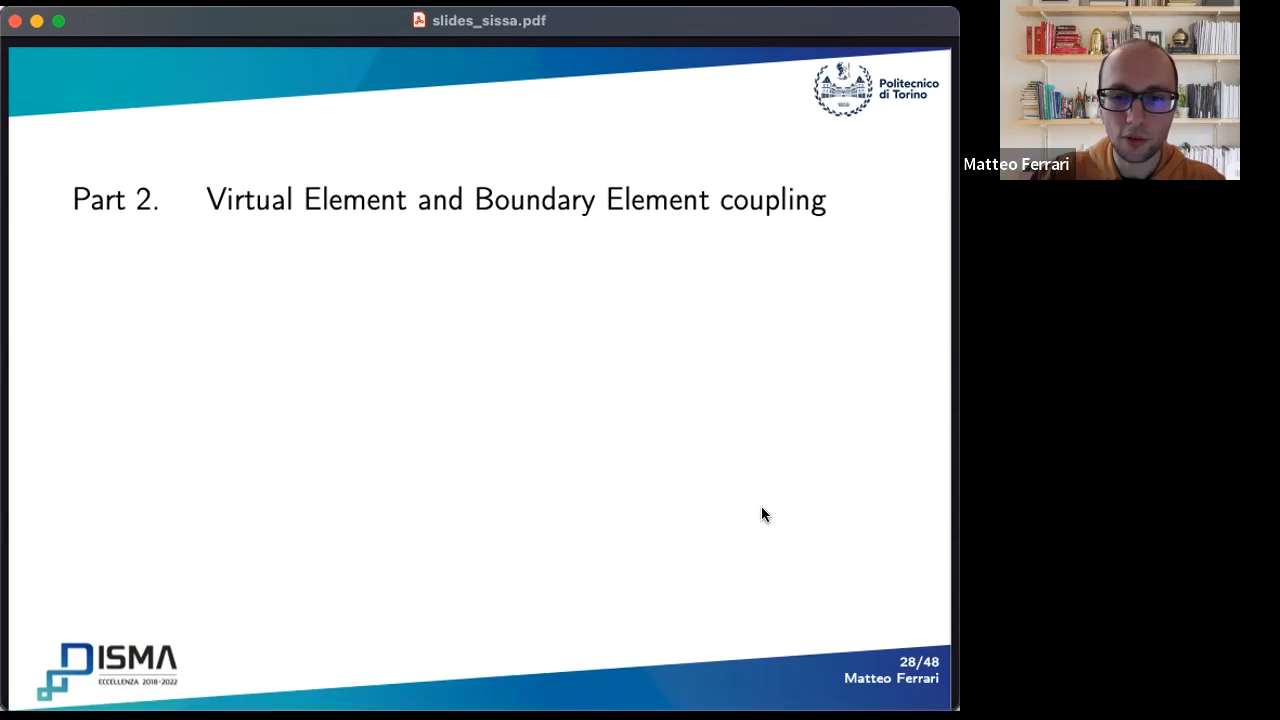 slides_sissa.pdf
Politecnico
di Torino
1859
Matteo Ferrari
Part 2. Virtual Element and Boundary Element coupling
DISMA
ECCELLENZA 2018-2022
28/48
Matteo Ferrari